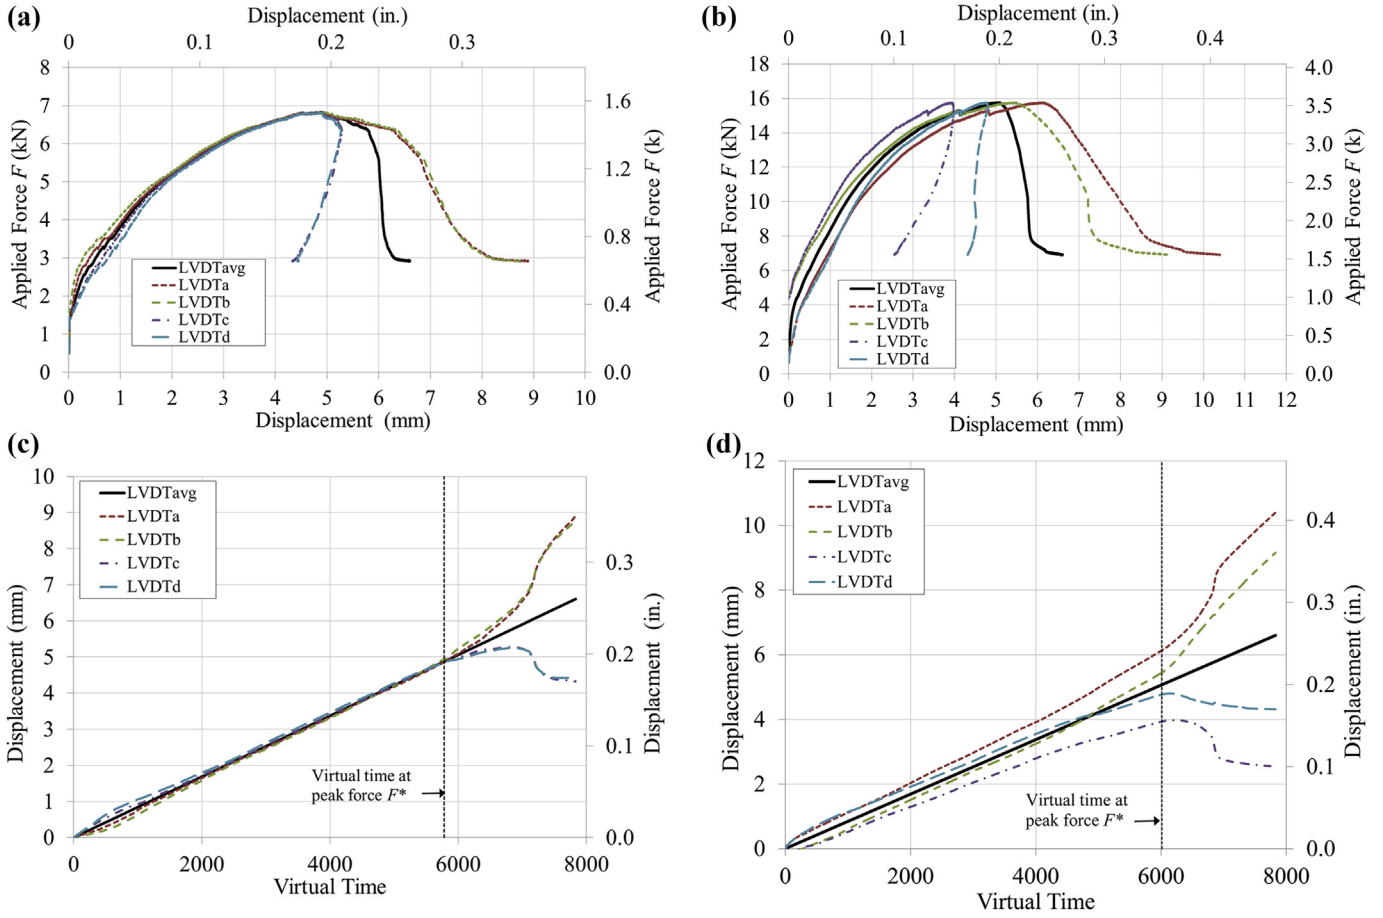 (a)
Displacement (in.)
0 0.1 0.2 0.3
8
7
6
5
4
3
2
1
0
Applied Force F (kN)
1.6
1.2
0.8
0.4
0.0
Applied Force F (k)
LVDTavg
LVDTa
LVDTb
LVDTc
LVDTd
0 1 2 3 4 5 6 7 8 9 10
Displacement (mm)
(b)
Displacement (in.)
0 0.1 0.2 0.3 0.4
18
16
14
12
10
8
6
4
2
0
Applied Force F (kN)
4.0
3.5
3.0
2.5
2.0
1.5
1.0
0.5
0.0
Applied Force F (k)
LVDTavg
LVDTa
LVDTb
LVDTc
LVDTd
0 1 2 3 4 5 6 7 8 9 10 11 12
Displacement (mm)
(c)
10
9
8
7
6
5
4
3
2
1
0
Displacement (mm)
0.3
0.2
0.1
0.0
Displacment (in.)
LVDTavg
LVDTa
LVDTb
LVDTc
LVDTd
Virtual time at
peak force F*
0 2000 4000 6000 8000
Virtual Time
(d)
12
10
8
6
4
2
0
Displacement (mm)
0.4
0.3
0.2
0.1
0.0
Displacement (in.)
LVDTavg
LVDTa
LVDTb
LVDTc
LVDTd
Virtual time at
peak force F*
0 2000 4000 6000 8000
Virtual Time